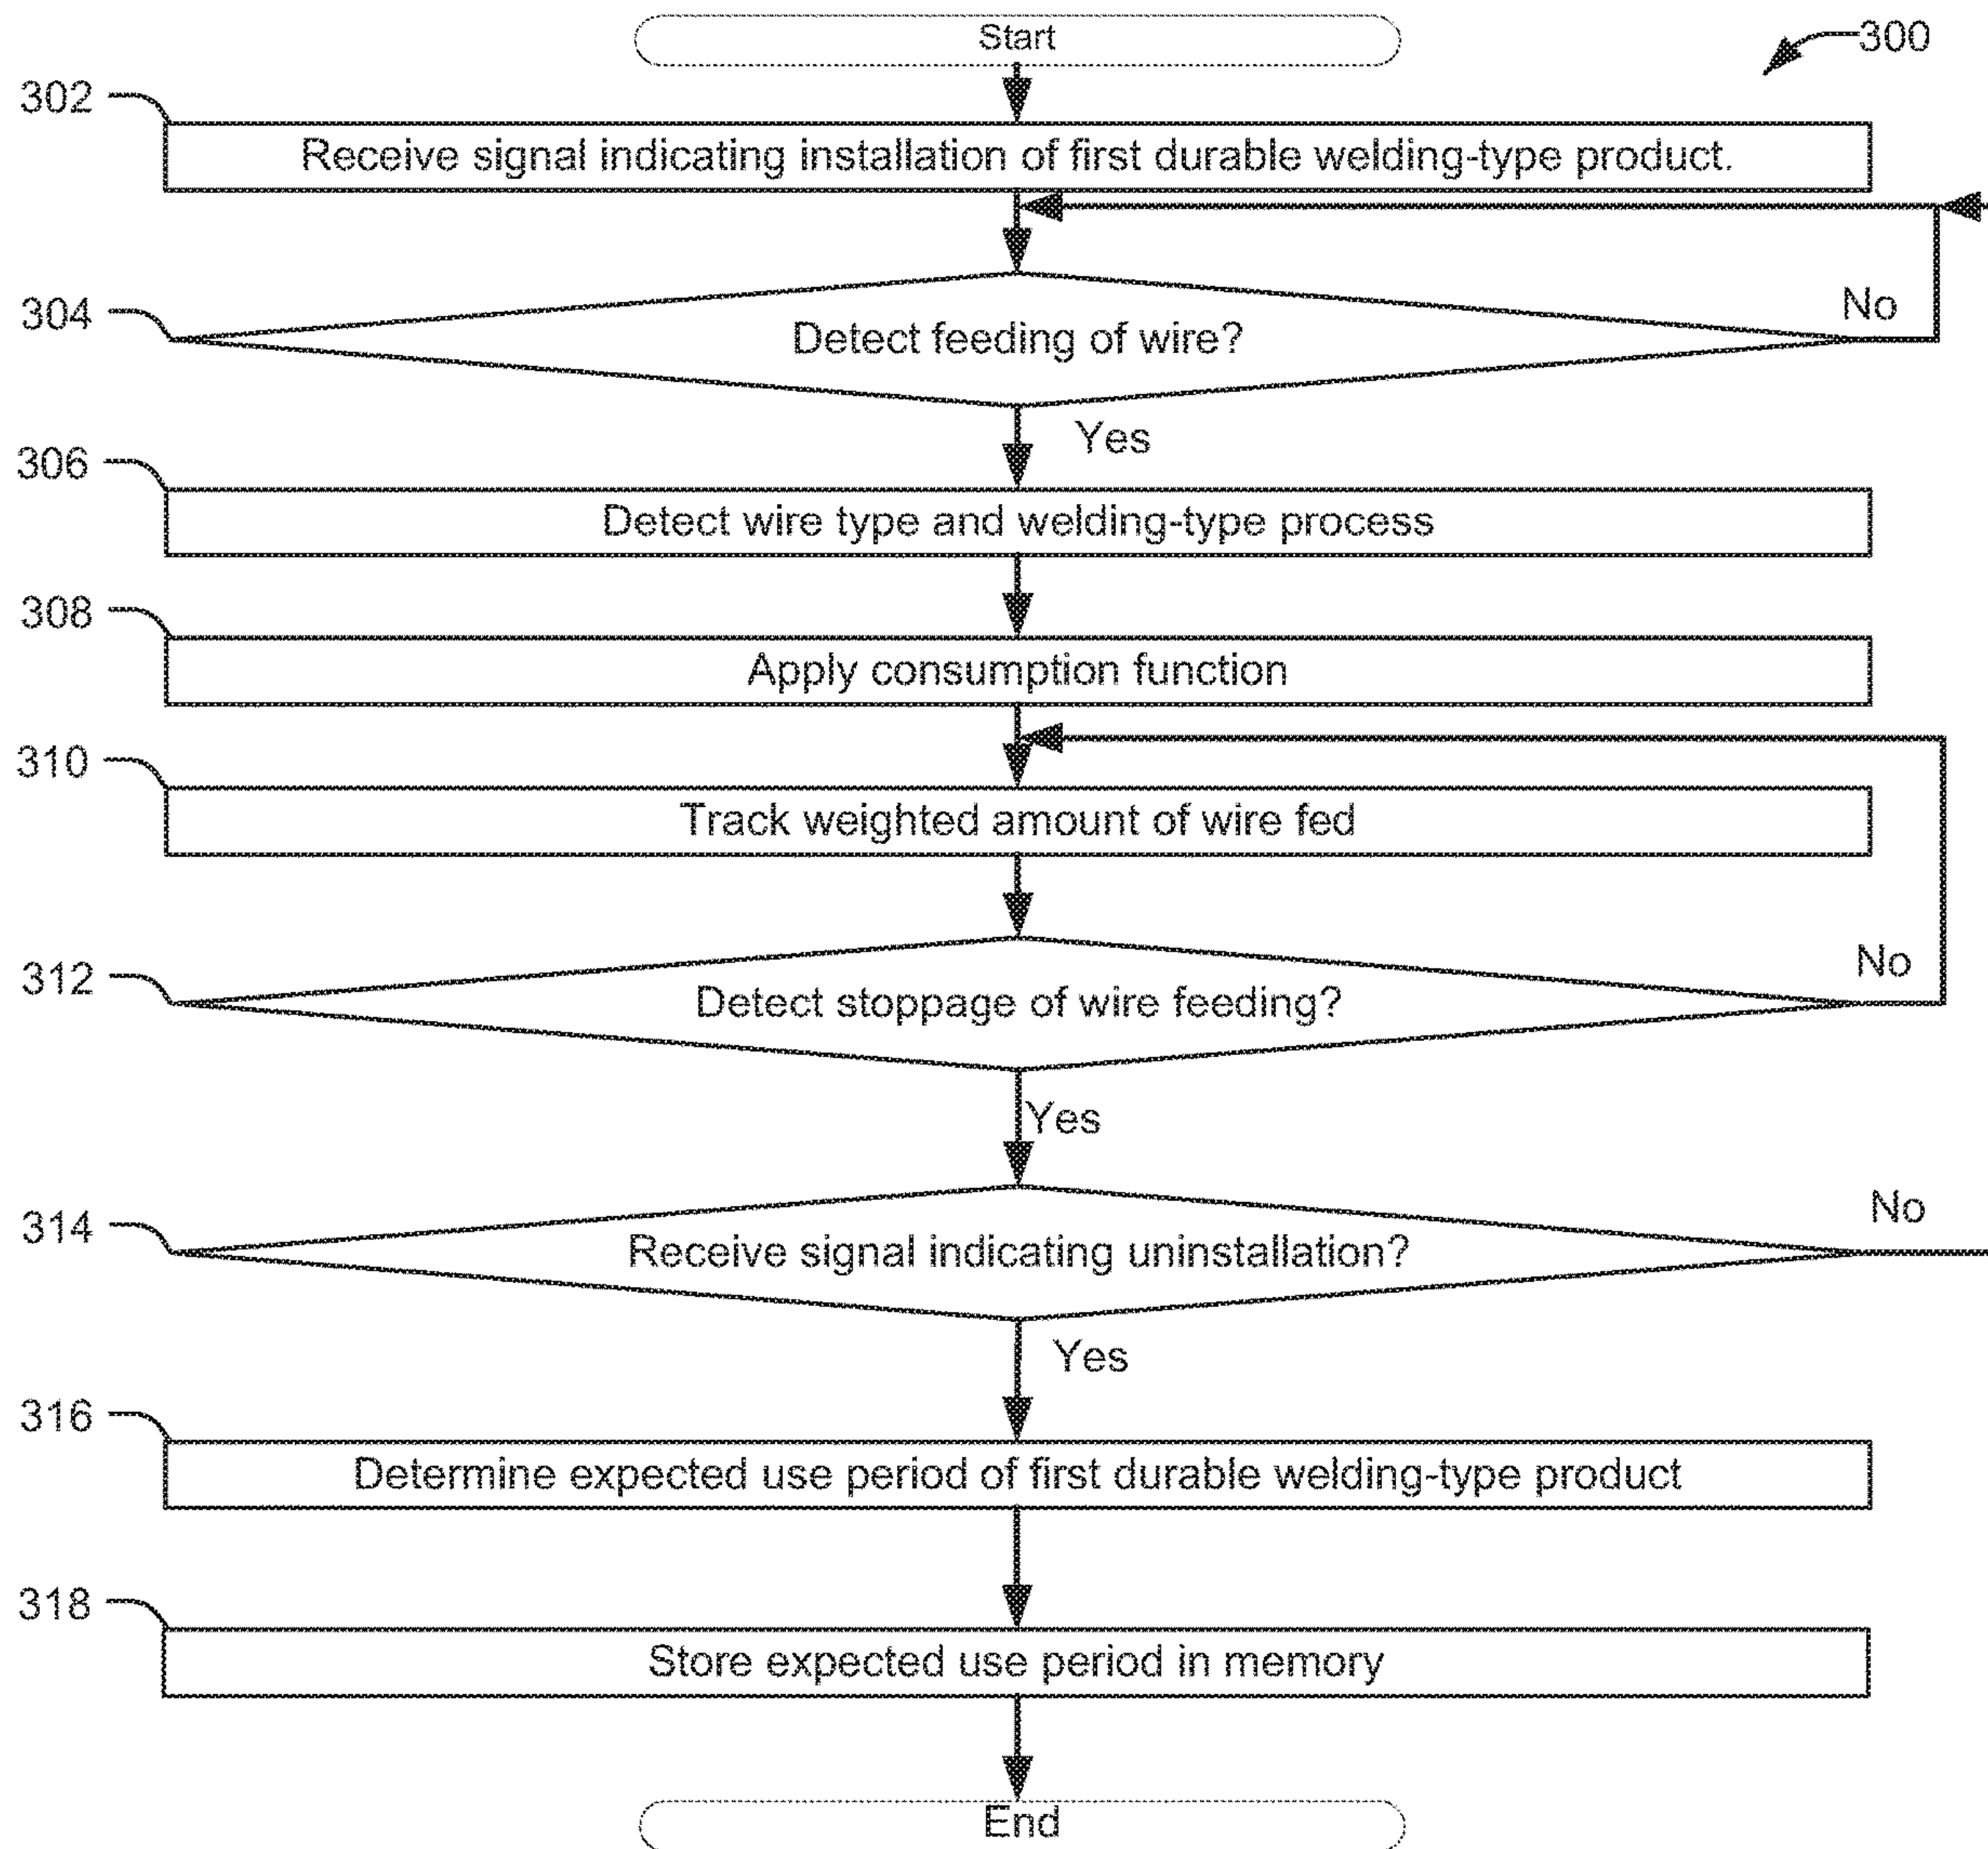 Start
300
302
Receive signal indicating installation of first durable welding-type product.
304
Detect feeding of wire?
No
Yes
306
Detect wire type and welding-type process
308
Apply consumption function
310
Track weighted amount of wire fed
312
Detect stoppage of wire feeding?
No
Yes
314
Receive signal indicating uninstallation?
No
Yes
316
Determine expected use period of first durable welding-type product
318
Store expected use period in memory
End